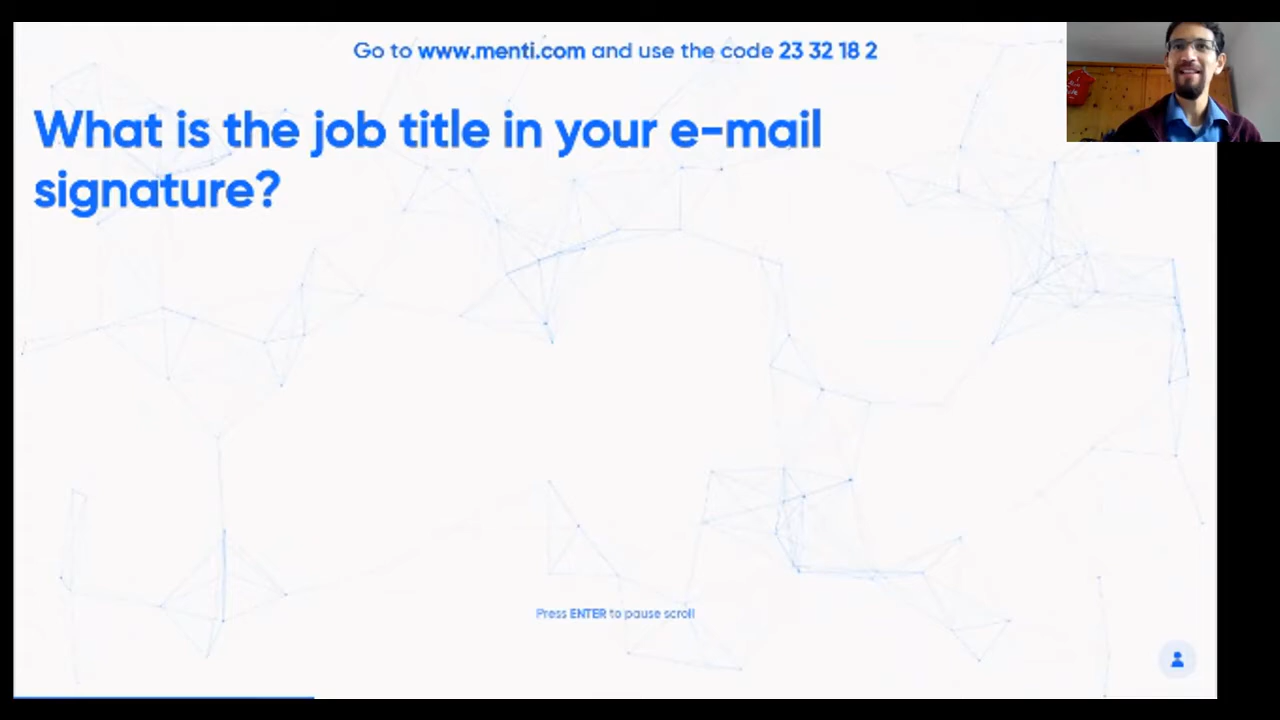 Go to www.menti.com and use the code 23 32 18 2
What is the job title in your e-mail
signature?
Press ENTER to pause scroll